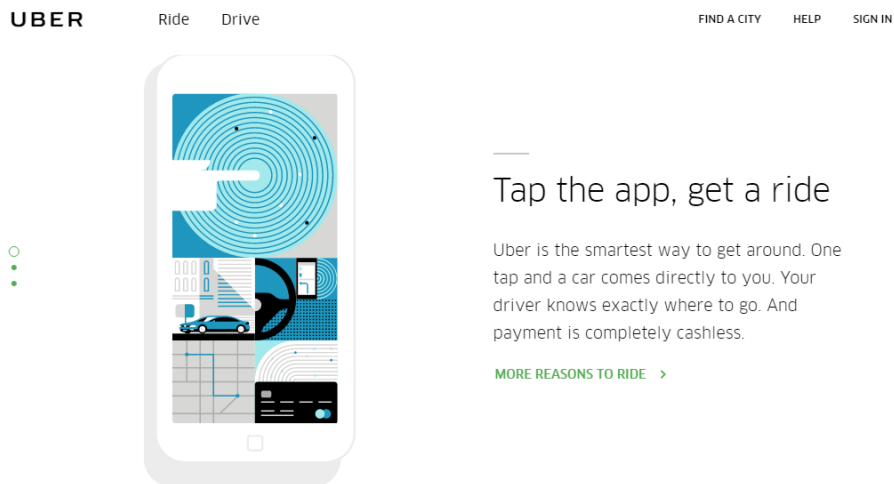 UBER
Ride Drive
FIND A CITY HELP SIGN IN
Tap the app, get a ride
Uber is the smartest way to get around. One
tap and a car comes directly to you. Your
driver knows exactly where to go. And
payment is completely cashless.
MORE REASONS TO RIDE